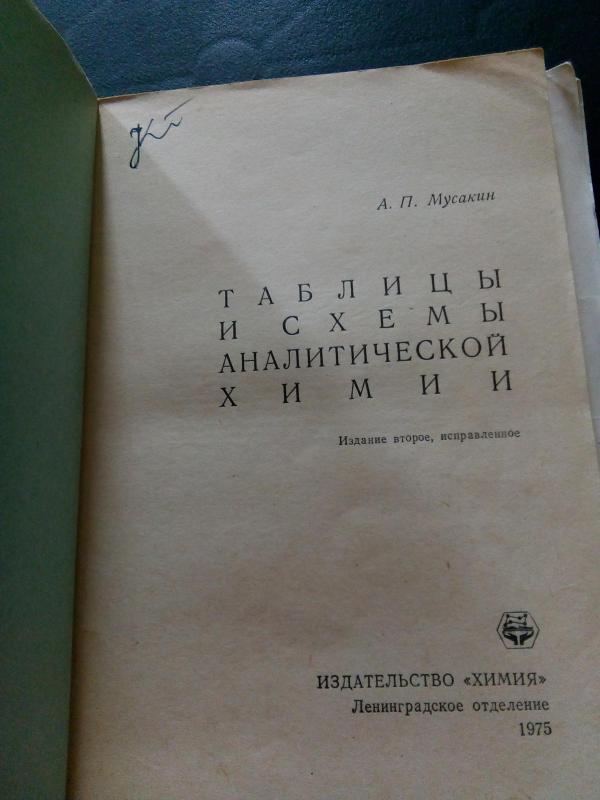 А. П. Мусакин
ТАБЛИЦЫ
И СХЕМЫ
АНАЛИТИЧЕСКОЙ
ХИМИИ
Издание второе, исправленное
ИЗДАТЕЛЬСТВО «ХИМИЯ»
Ленинградское отделение
1975